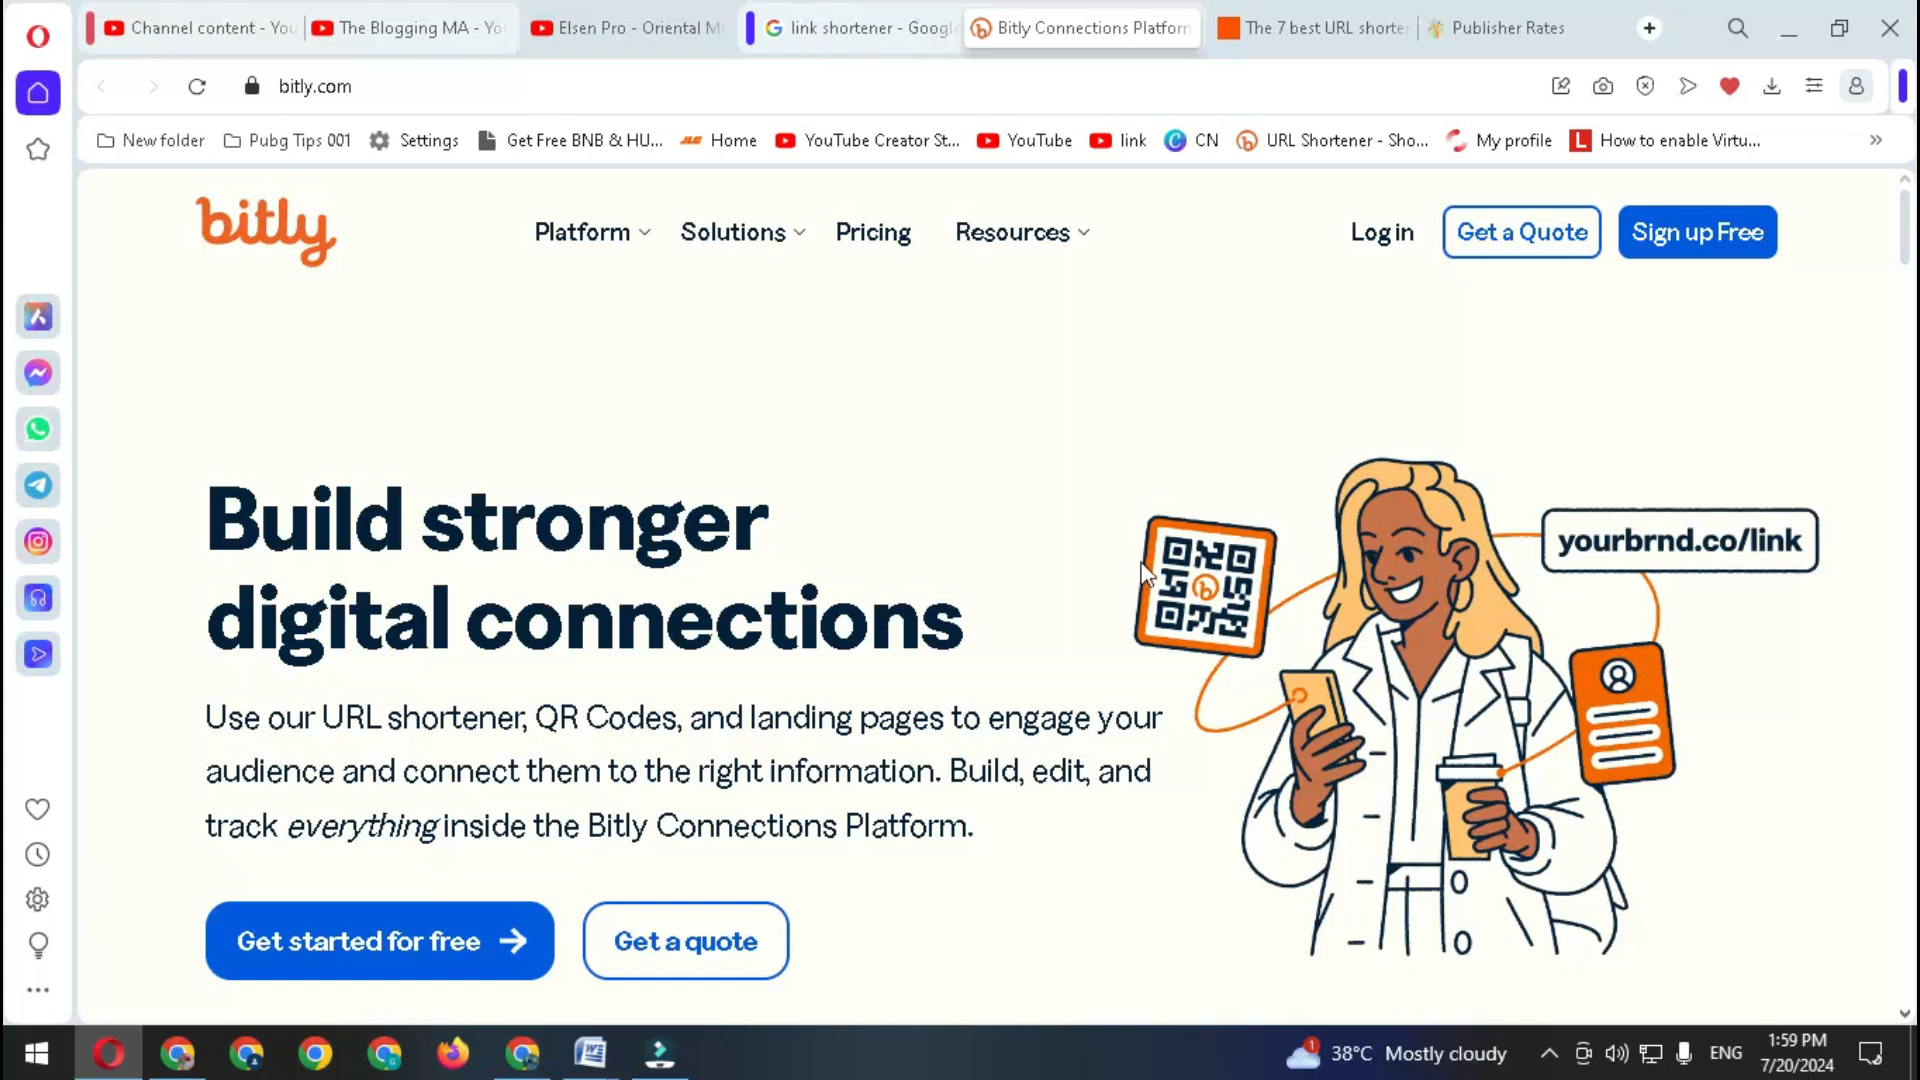 Channel content - You
The Blogging MA - Yo
Elsen Pro - Oriental M
link shortener - Google
Bitly Connections Platform
The 7 best URL shorte
Publisher Rates
bitly.com
New folder
Pubg Tips 001
Settings
Get Free BNB & HU...
Home
YouTube Creator St...
YouTube
link
CN
URL Shortener - Sho...
My profile
How to enable Virtu...
bitly
Platform
Solutions
Pricing
Resources
Log in
Get a Quote
Sign up Free
Build stronger
digital connections
yourbrnd.co/link
Use our URL shortener, QR Codes, and landing pages to engage your
audience and connect them to the right information. Build, edit, and
track everything inside the Bitly Connections Platform.
Get started for free
Get a quote
1
38°C Mostly cloudy
ENG
1:59 PM
7/20/2024